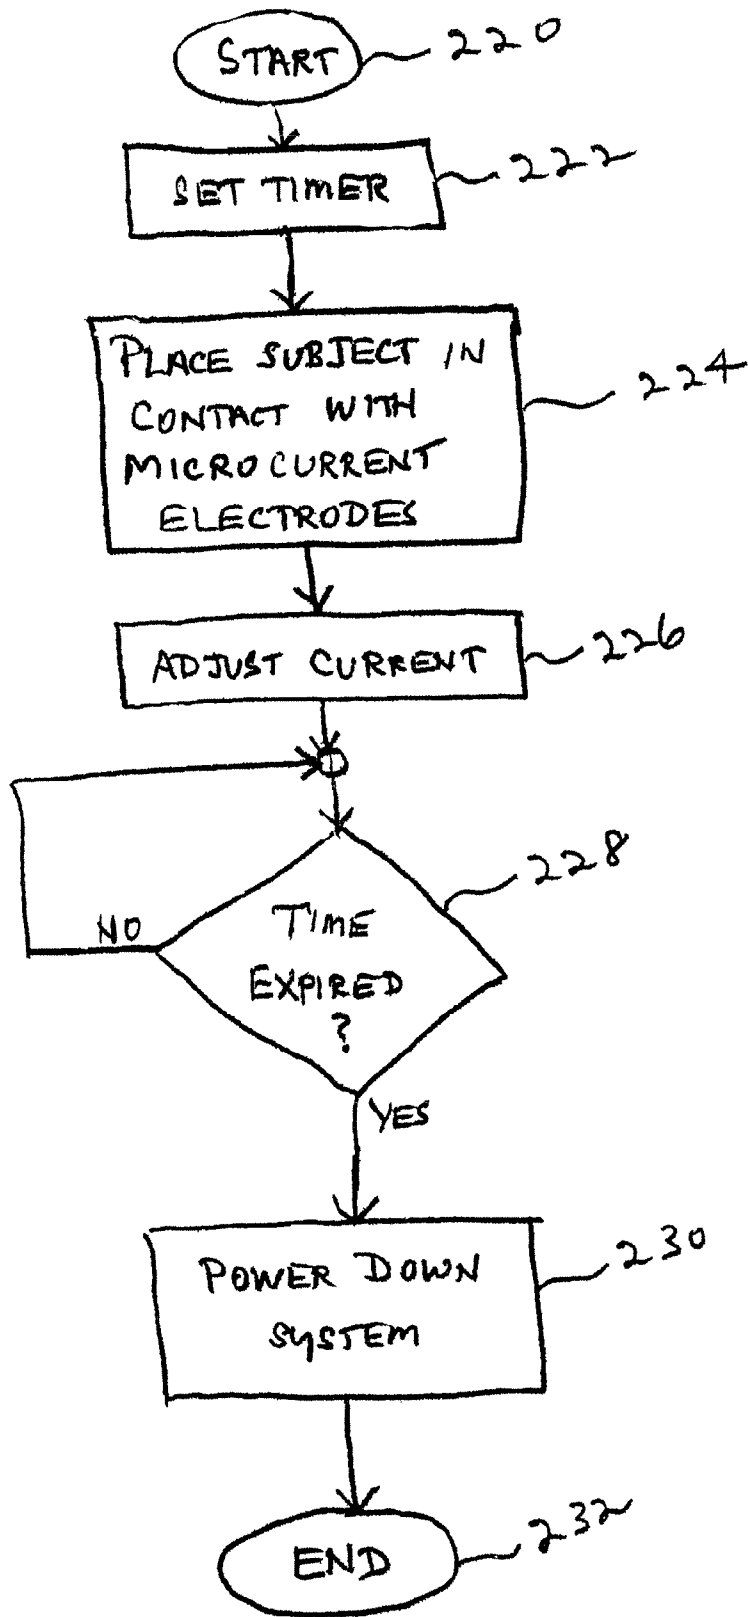 START
220
SET TIMER
222
PLACE SUBJECT IN
CONTACT WITH
MICROCURRENT
ELECTRODES
224
ADJUST CURRENT
226
TIME
EXPIRED
?
228
NO
YES
POWER DOWN
SYSTEM
230
END
232